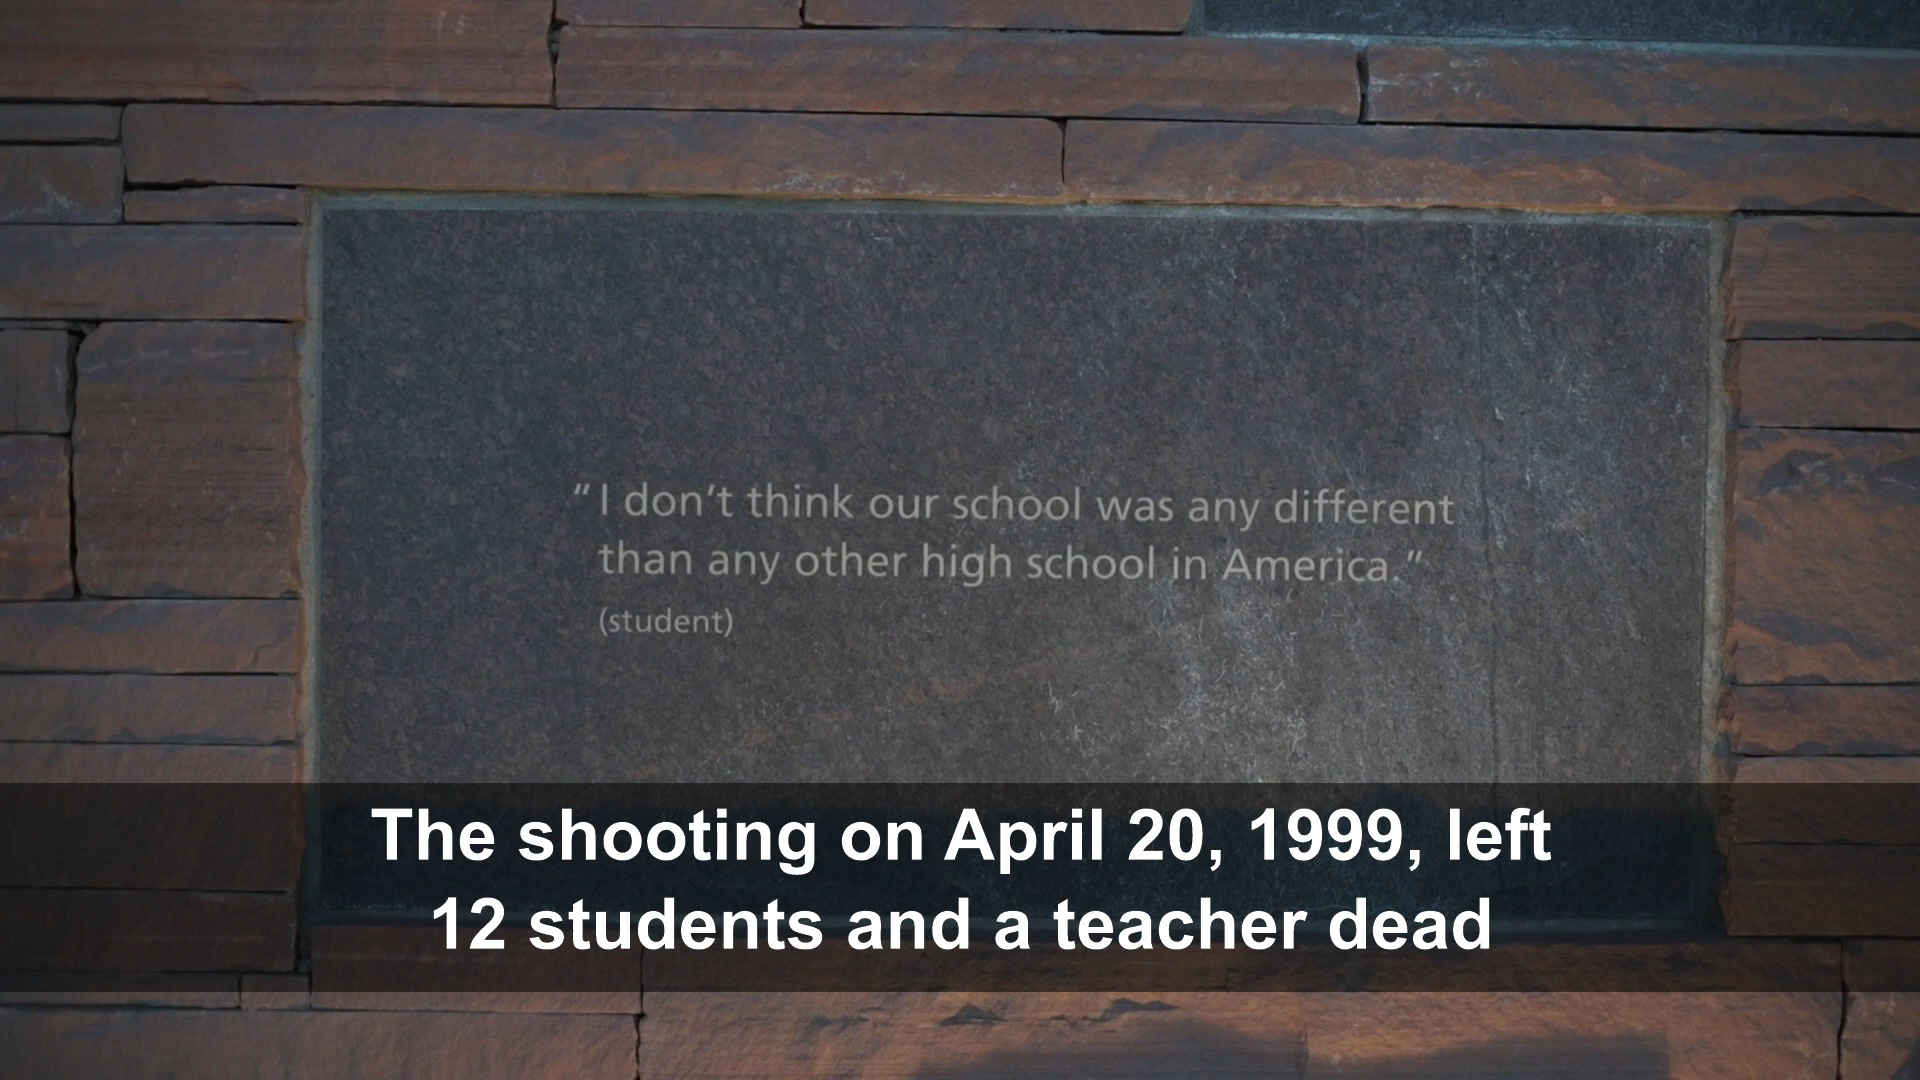 “I don’t think our school was any different
than any other high school in America.”
(student)
The shooting on April 20, 1999, left
12 students and a teacher dead